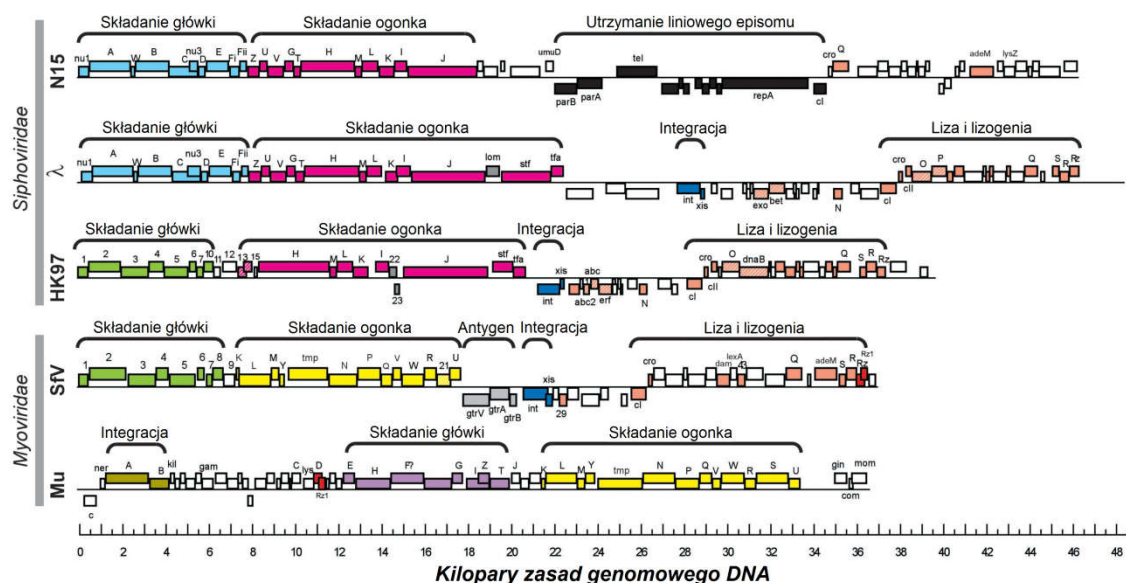 Siphoviridae
N15
Składanie główki Składanie ogonka Utrzymanie liniowego episomu
nu1 A W B C nu3 D E Fi Fii Z U V G T H M L K I J umuD tel cro Q adeM lysZ
parB parA repA cI
λ
Składanie główki Składanie ogonka Integracja Liza i lizogenia
nu1 A W B C nu3 D E Fi Fii Z U V G T H M L K I J lom stf tfa cro O P Q S R Rz
int xis exo bet N cI cII
HK97
Składanie główki Składanie ogonka Integracja Liza i lizogenia
1 2 3 4 5 6 7 10 11 12 13 15 H M L K I 22 J stf tfa xis abc cro O dnaB Q S R Rz
23 int abc2 erf N cI cII
Myoviridae
SfV
Składanie główki Składanie ogonka Antygen Integracja Liza i lizogenia
1 2 3 4 5 6 7 8 9 K L M Y tmp N P Q V W R 21 U xis cro dam lexA 43 Q adeM S R Rz Rz1
gtrV gtrA gtrB int 29 cI
Mu
Integracja Składanie główki Składanie ogonka
ner A B kil gam C lys D E H F? G I Z T J K L M Y tmp N P Q V W R S U gin mom
c Rz1 com
0 2 4 6 8 10 12 14 16 18 20 22 24 26 28 30 32 34 36 38 40 42 44 46 48
Kilopary zasad genomowego DNA